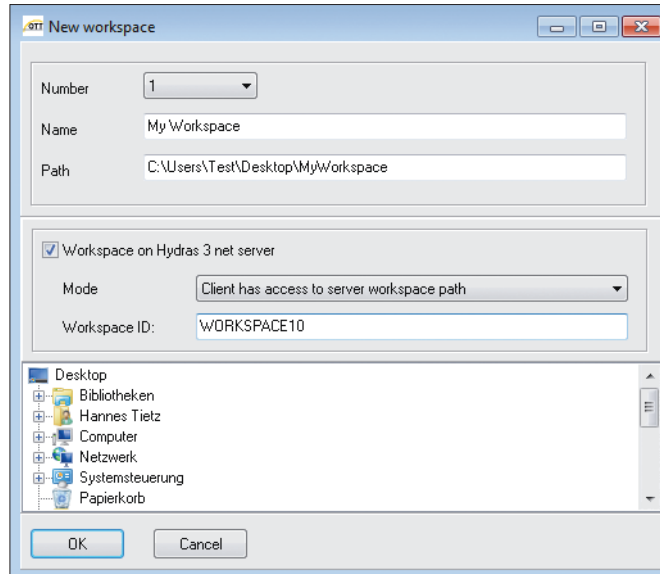 OTT New workspace
Number 1
Name My Workspace
Path C:\Users\Test\Desktop\MyWorkspace
Workspace on Hydras 3 net server
Mode Client has access to server workspace path
Workspace ID: WORKSPACE10
Desktop
Bibliotheken
Hannes Tietz
Computer
Netzwerk
Systemsteuerung
Papierkorb
OK Cancel